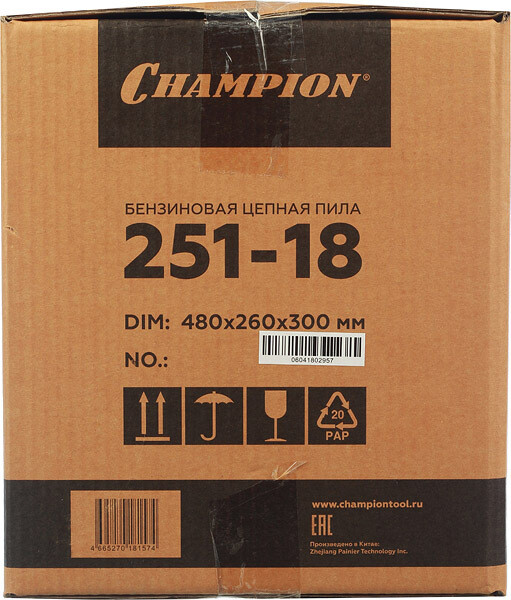 CHAMPION®
БЕНЗИНОВАЯ ЦЕПНАЯ ПИЛА
251-18
DIM: 480x260x300 мм
NO.:
06041802957
20
PAP
www.championtool.ru
EAC
Произведено в Китае:
Zhejiang Painier Technology Inc.
4 665270 181574